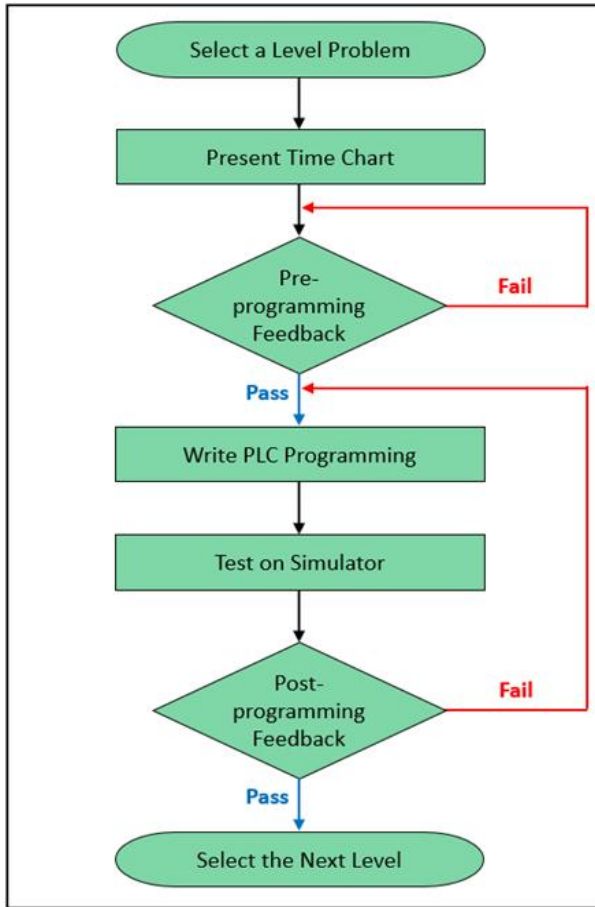 Select a Level Problem
Present Time Chart
Pre-
programming
Feedback
Fail
Pass
Write PLC Programming
Test on Simulator
Post-
programming
Feedback
Fail
Pass
Select the Next Level